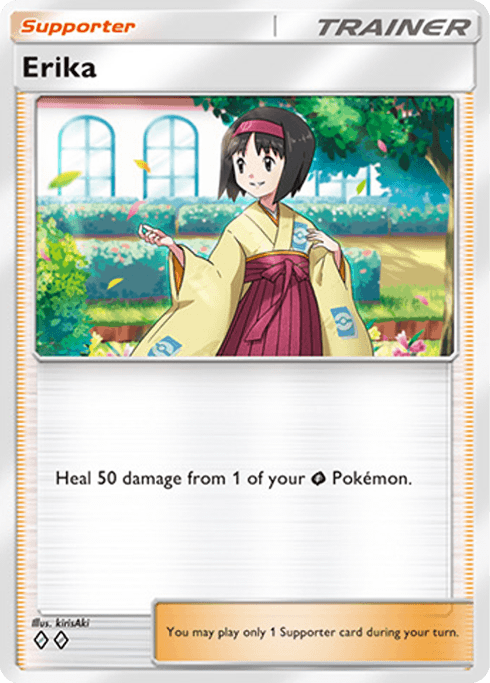 Supporter
TRAINER
Erika
Heal 50 damage from 1 of your Pokémon.
Illus. kirisAki
You may play only 1 Supporter card during your turn.